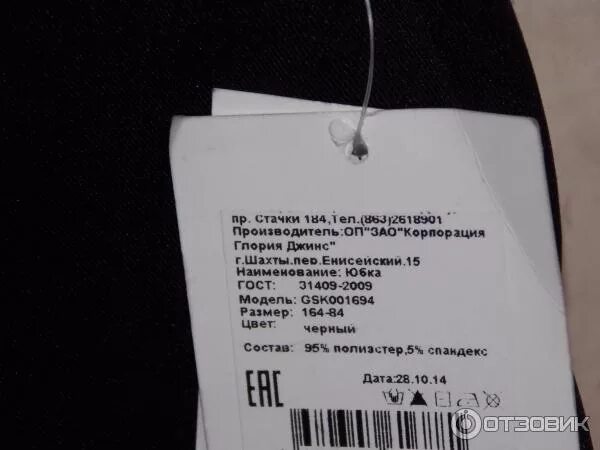 пр. Стачки 184,Тел.(863)2618901
Производитель:ОП"ЗАО"Корпорация
Глория Джинс"
г.Шахты,пер.Енисейский,15
Наименование: Юбка
ГОСТ: 31409-2009
Модель: GSK001694
Размер: 164-84
Цвет: черный
Состав: 95% полиэстер,5% спандекс
Дата:28.10.14
EAC
ОТЗОВИК